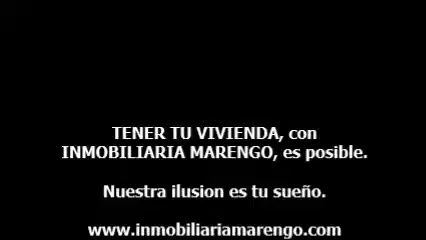 TENER TU VIVIENDA, con
INMOBILIARIA MARENGO, es posible.
Nuestra ilusion es tu sueño.
www.inmobiliariamarengo.com